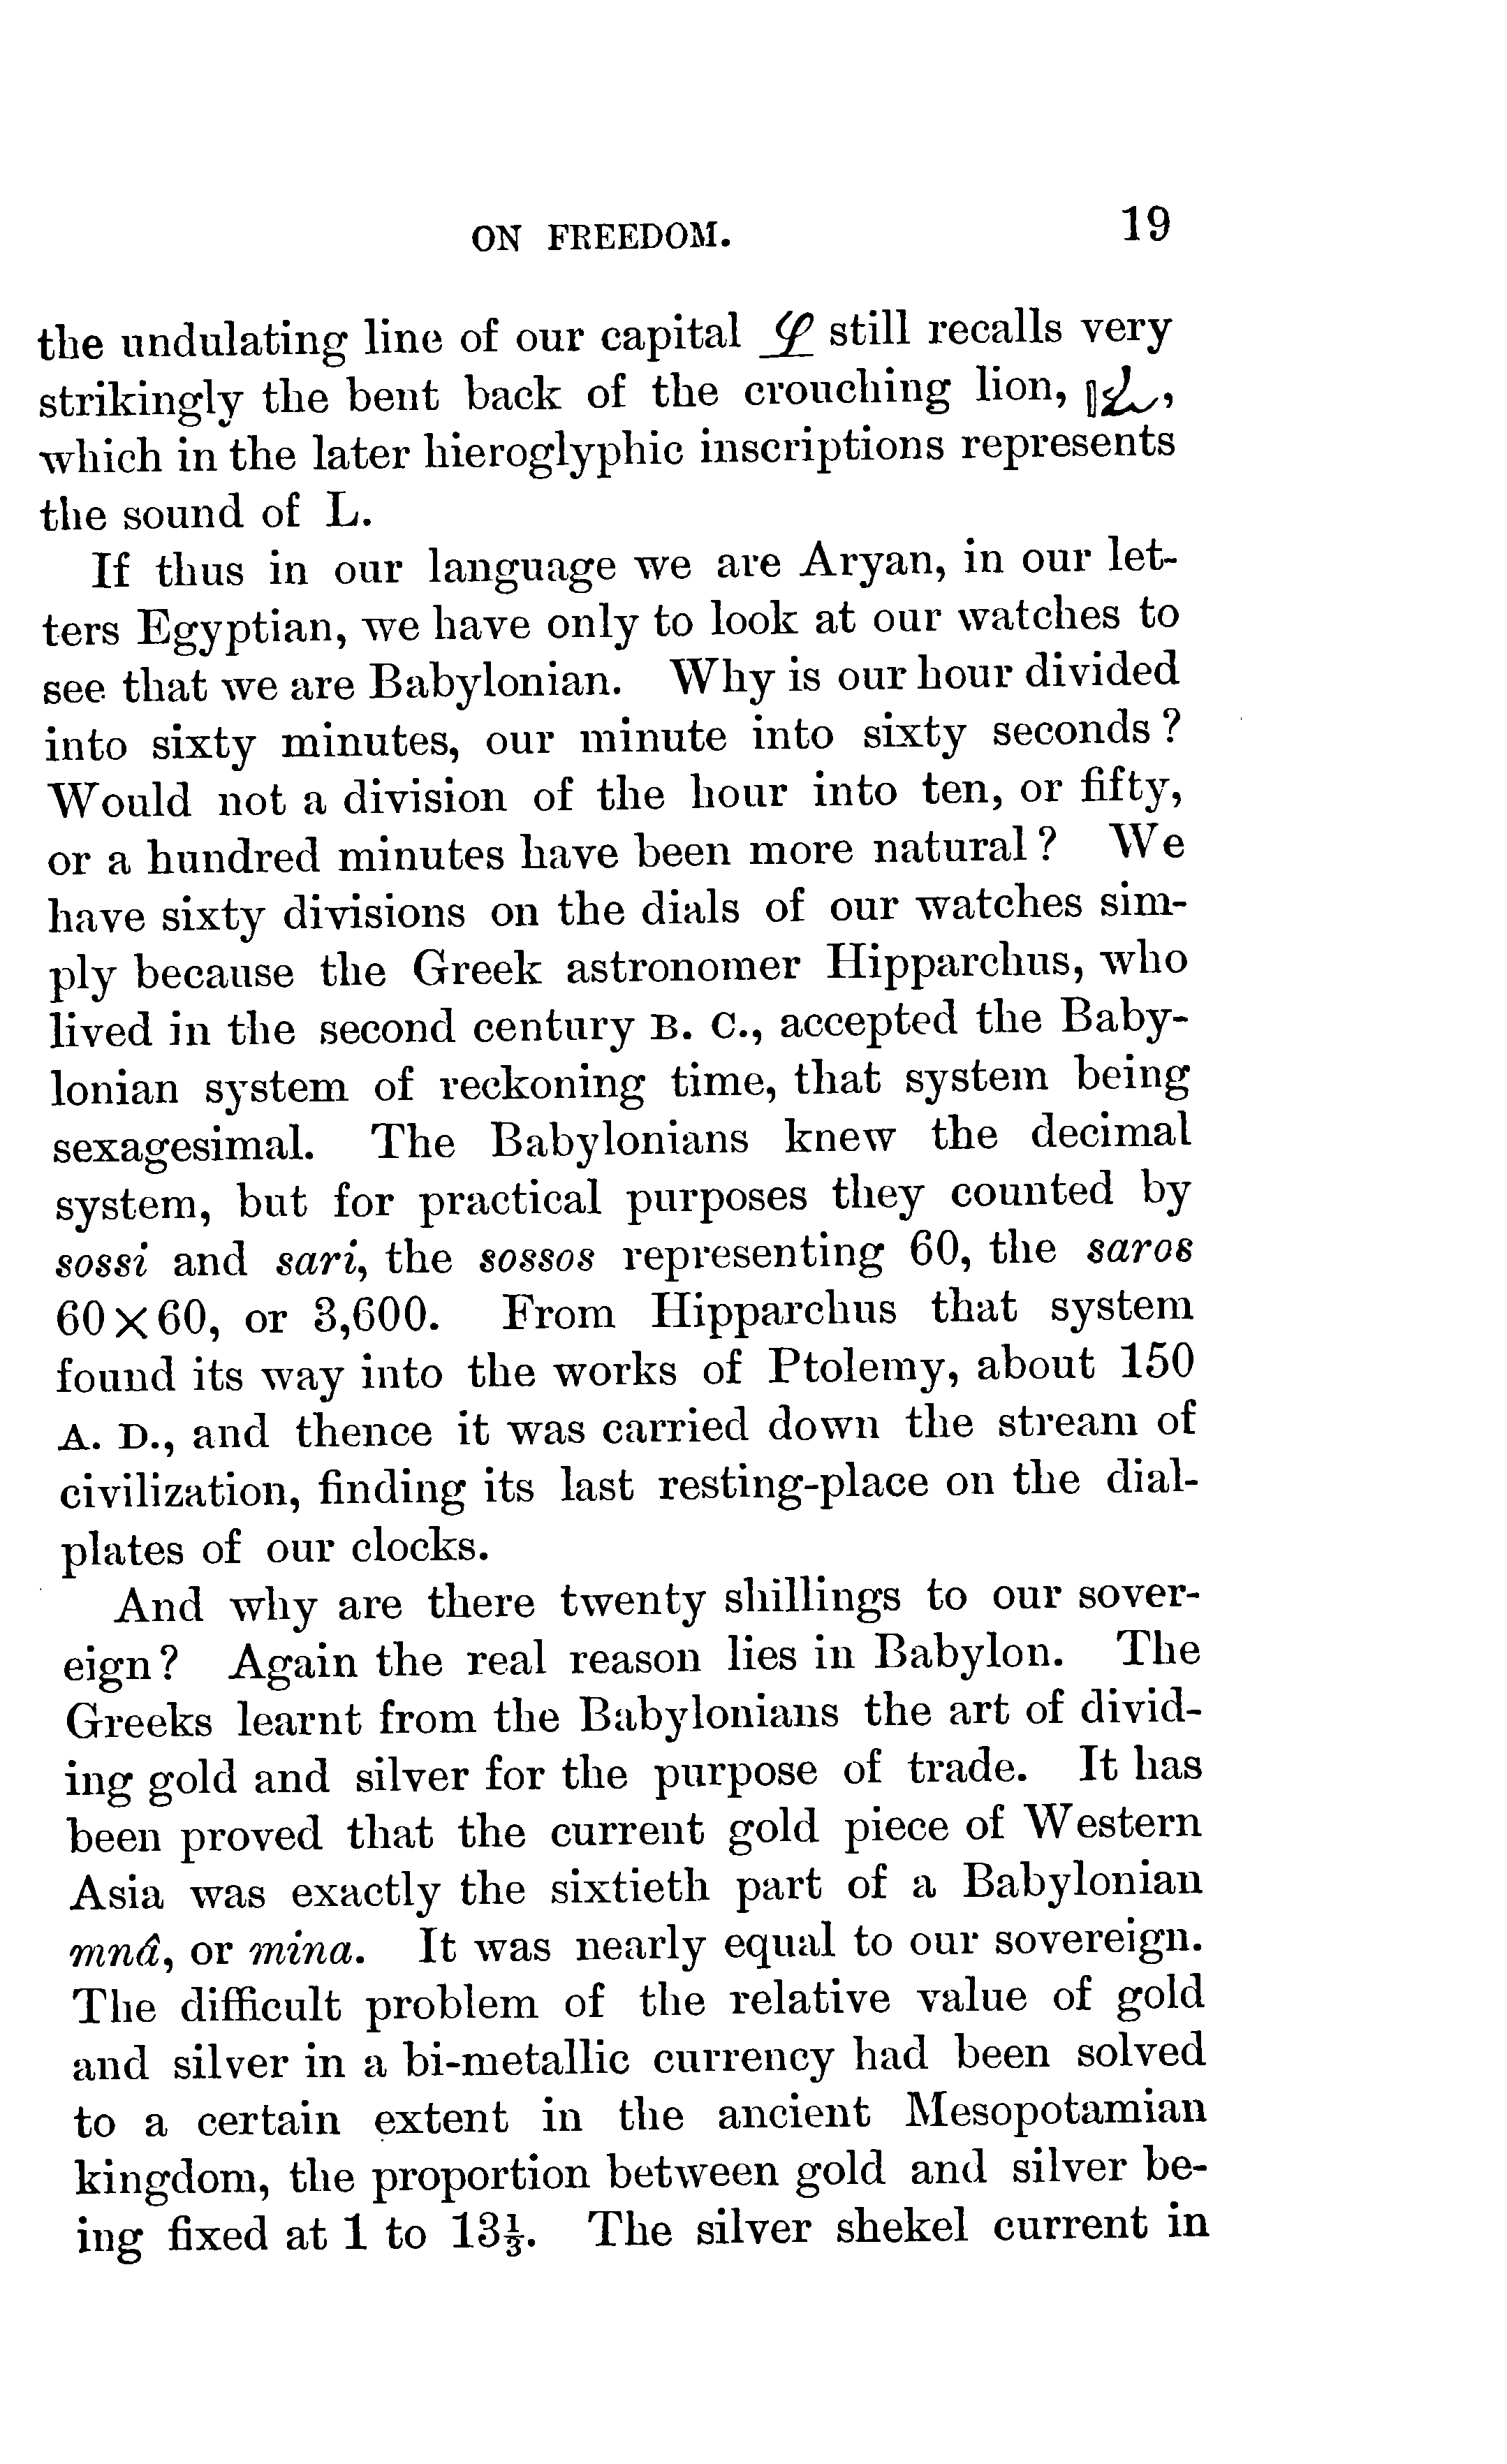 ON FREEDOM. 19
the undulating line of our capital ℒ still recalls very
strikingly the bent back of the crouching lion,
which in the later hieroglyphic inscriptions represents
the sound of L.
If thus in our language we are Aryan, in our let-
ters Egyptian, we have only to look at our watches to
see that we are Babylonian. Why is our hour divided
into sixty minutes, our minute into sixty seconds?
Would not a division of the hour into ten, or fifty,
or a hundred minutes have been more natural? We
have sixty divisions on the dials of our watches sim-
ply because the Greek astronomer Hipparchus, who
lived in the second century B. C., accepted the Baby-
lonian system of reckoning time, that system being
sexagesimal. The Babylonians knew the decimal
system, but for practical purposes they counted by
sossi and sari, the sossos representing 60, the saros
60×60, or 3,600. From Hipparchus that system
found its way into the works of Ptolemy, about 150
A. D., and thence it was carried down the stream of
civilization, finding its last resting-place on the dial-
plates of our clocks.
And why are there twenty shillings to our sover-
eign? Again the real reason lies in Babylon. The
Greeks learnt from the Babylonians the art of divid-
ing gold and silver for the purpose of trade. It has
been proved that the current gold piece of Western
Asia was exactly the sixtieth part of a Babylonian
mnâ, or mina. It was nearly equal to our sovereign.
The difficult problem of the relative value of gold
and silver in a bi-metallic currency had been solved
to a certain extent in the ancient Mesopotamian
kingdom, the proportion between gold and silver be-
ing fixed at 1 to 13⅓. The silver shekel current in